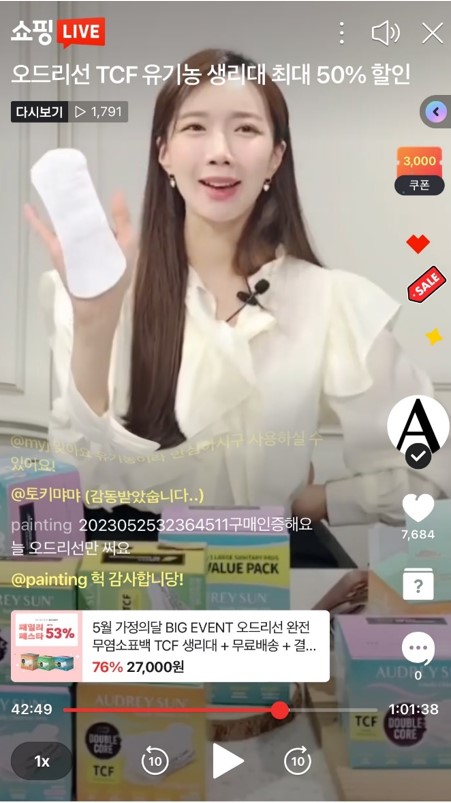 쇼핑 LIVE
오드리선 TCF 유기농 생리대 최대 50% 할인
다시보기 ▷ 1,791
3,000
쿠폰
SALE
A
사용하실 수
있어요!
@토키먀먀 (감동받았숩니다..)
painting 2023052532364511구매인증해요
늘 오드리선만 써요
@painting 헉 감사합니당!
7,684
?
VALUE PACK
패밀리
페스타 53%
5월 가정의달 BIG EVENT 오드리선 완전
무염소표백 TCF 생리대 + 무료배송 + 결...
76% 27,000원
0
42:49
1:01:38
AUDREY SUN
DOUBLE
CORE
TCF
TCF
DOUBLE
CORE
1x
10
10